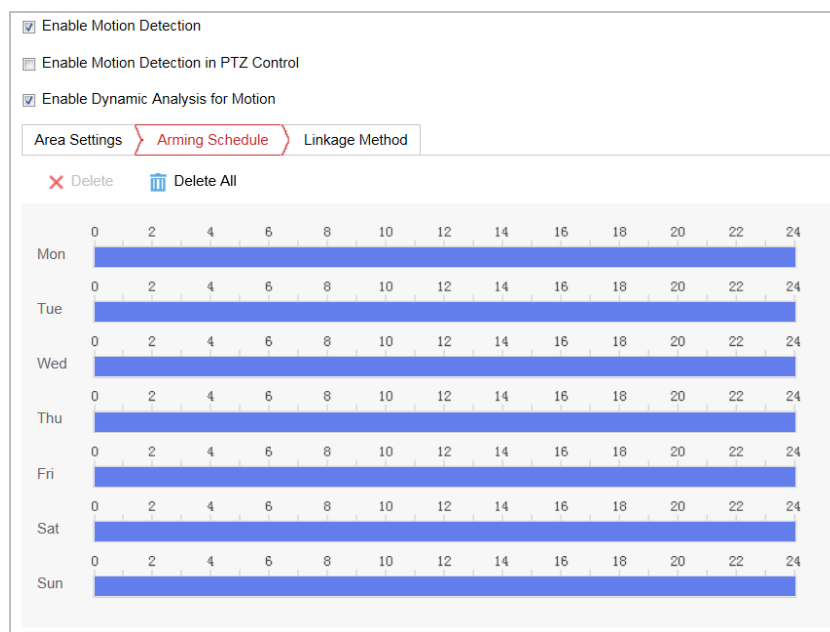 Enable Motion Detection
Enable Motion Detection in PTZ Control
Enable Dynamic Analysis for Motion
Area Settings Arming Schedule Linkage Method
Delete Delete All
0 2 4 6 8 10 12 14 16 18 20 22 24
Mon
0 2 4 6 8 10 12 14 16 18 20 22 24
Tue
0 2 4 6 8 10 12 14 16 18 20 22 24
Wed
0 2 4 6 8 10 12 14 16 18 20 22 24
Thu
0 2 4 6 8 10 12 14 16 18 20 22 24
Fri
0 2 4 6 8 10 12 14 16 18 20 22 24
Sat
0 2 4 6 8 10 12 14 16 18 20 22 24
Sun